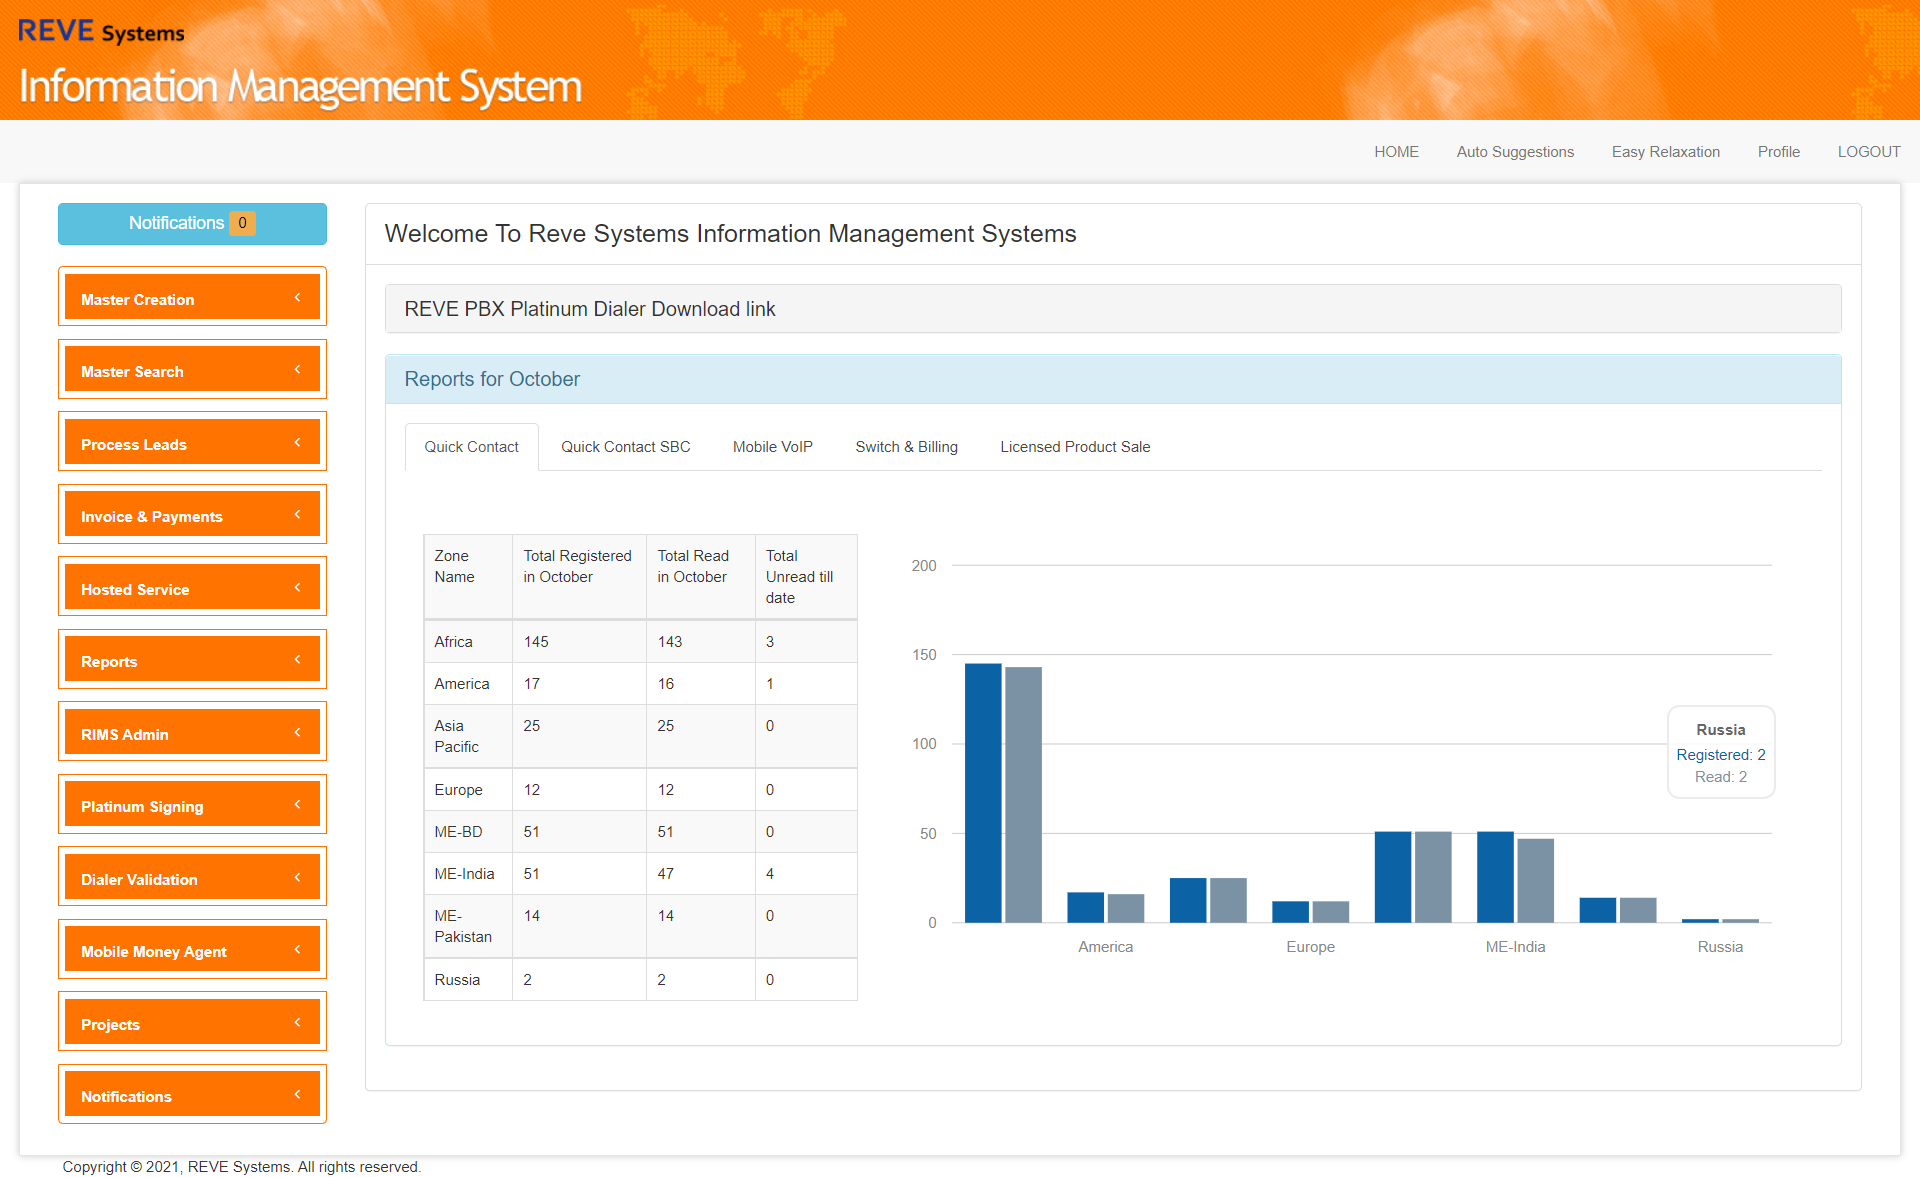 REVE Systems
Information Management System
HOME Auto Suggestions Easy Relaxation Profile LOGOUT
Notifications 0
Master Creation
Master Search
Process Leads
Invoice & Payments
Hosted Service
Reports
RIMS Admin
Platinum Signing
Dialer Validation
Mobile Money Agent
Projects
Notifications
Welcome To Reve Systems Information Management Systems
REVE PBX Platinum Dialer Download link
Reports for October
Quick Contact Quick Contact SBC Mobile VoIP Switch & Billing Licensed Product Sale
Zone Name Total Registered in October Total Read in October Total Unread till date
Africa 145 143 3
America 17 16 1
Asia Pacific 25 25 0
Europe 12 12 0
ME-BD 51 51 0
ME-India 51 47 4
ME-Pakistan 14 14 0
Russia 2 2 0
200
150
100
50
0
Russia
Registered: 2
Read: 2
America Europe ME-India Russia
Copyright © 2021, REVE Systems. All rights reserved.